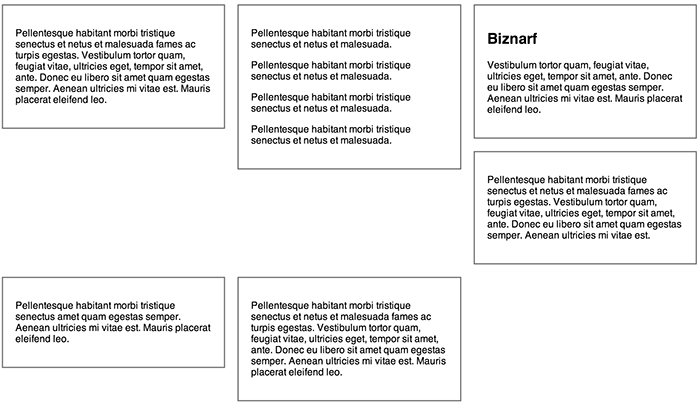 Pellentesque habitant morbi tristique
senectus et netus et malesuada fames ac
turpis egestas. Vestibulum tortor quam,
feugiat vitae, ultricies eget, tempor sit amet,
ante. Donec eu libero sit amet quam egestas
semper. Aenean ultricies mi vitae est. Mauris
placerat eleifend leo.
Pellentesque habitant morbi tristique
senectus et netus et malesuada.
Pellentesque habitant morbi tristique
senectus et netus et malesuada.
Pellentesque habitant morbi tristique
senectus et netus et malesuada.
Pellentesque habitant morbi tristique
senectus et netus et malesuada.
Biznarf
Vestibulum tortor quam, feugiat vitae,
ultricies eget, tempor sit amet, ante. Donec
eu libero sit amet quam egestas semper.
Aenean ultricies mi vitae est. Mauris placerat
eleifend leo.
Pellentesque habitant morbi tristique
senectus et netus et malesuada fames ac
turpis egestas. Vestibulum tortor quam,
feugiat vitae, ultricies eget, tempor sit amet,
ante. Donec eu libero sit amet quam egestas
semper. Aenean ultricies mi vitae est.
Pellentesque habitant morbi tristique
senectus amet quam egestas semper.
Aenean ultricies mi vitae est. Mauris placerat
eleifend leo.
Pellentesque habitant morbi tristique
senectus et netus et malesuada fames ac
turpis egestas. Vestibulum tortor quam,
feugiat vitae, ultricies eget, tempor sit amet,
ante. Donec eu libero sit amet quam egestas
semper. Aenean ultricies mi vitae est. Mauris
placerat eleifend leo.